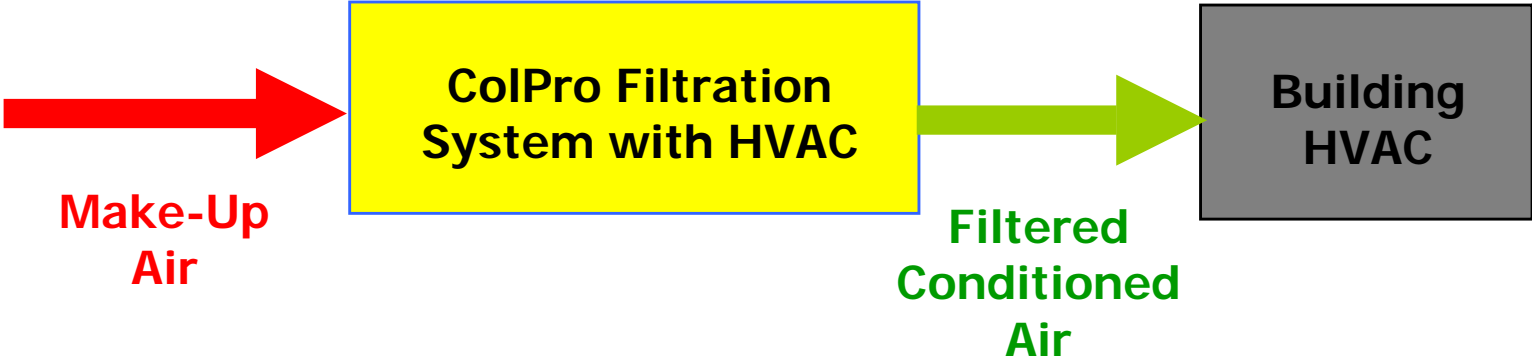 ColPro Filtration
System with HVAC
Building
HVAC
Make-Up
Air
Filtered
Conditioned
Air